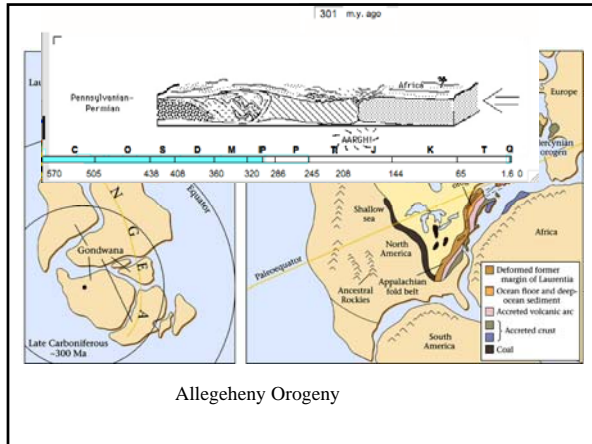 301 m.y. ago
Africa
Pennsylvanian-
Permian
AARGH!
C O S D M IP P T J K T Q
570 505 438 408 360 320 286 245 208 144 65 1.6 0
Europe
N
G
E
A
Equator
Gondwana
Late Carboniferous
~300 Ma
Shallow
sea
North
America
Paleoequator
Ancestral
Rockies
Appalachian
fold belt
Africa
South
America
orogen
Deformed former
margin of Laurentia
Ocean floor and deep-
ocean sediment
Accreted volcanic arc
Accreted crust
Coal
Allegeheny Orogeny